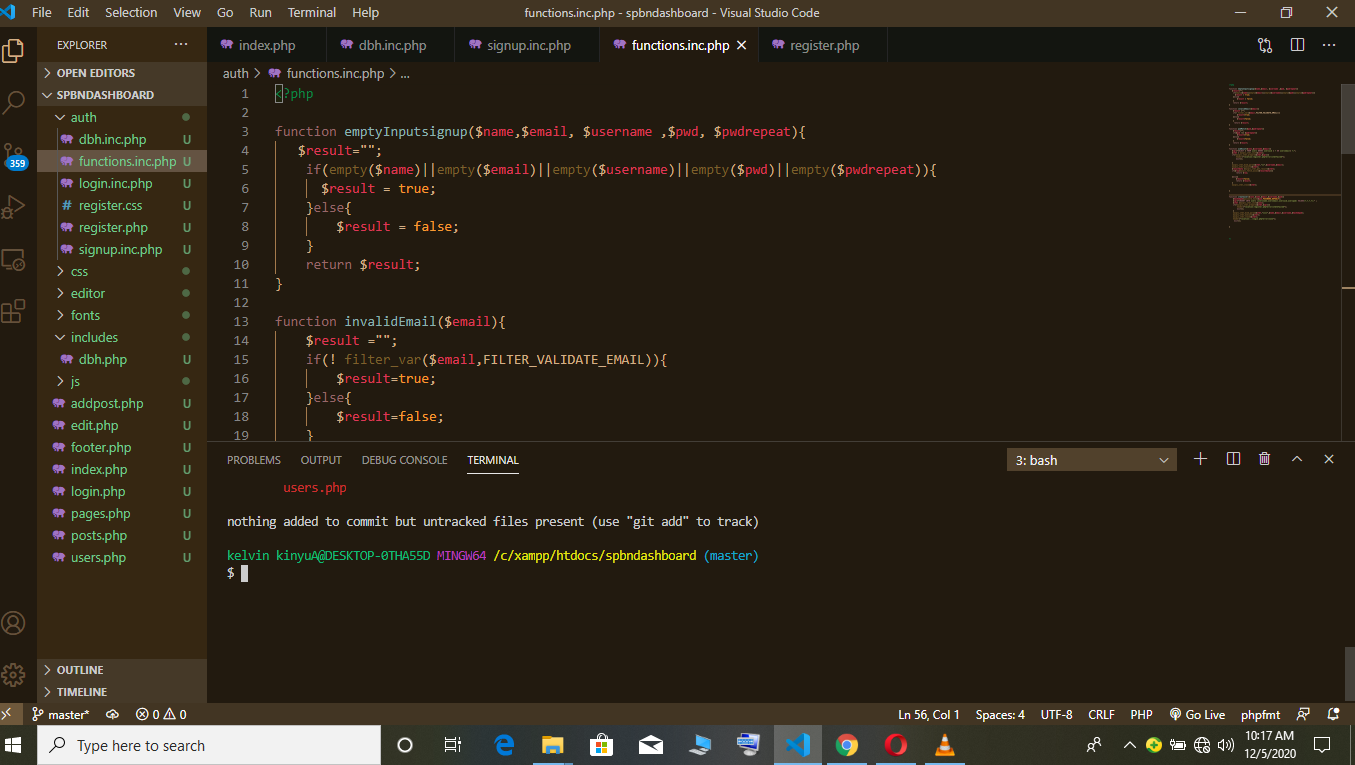 File Edit Selection View Go Run Terminal Help functions.inc.php - spbndashboard - Visual Studio Code
EXPLORER ...
index.php dbh.inc.php signup.inc.php functions.inc.php register.php
OPEN EDITORS
SPBNDASHBOARD
auth
dbh.inc.php U
functions.inc.php U
login.inc.php U
# register.css U
register.php U
signup.inc.php U
css
editor
fonts
includes
dbh.php U
js
addpost.php U
edit.php U
footer.php U
index.php U
login.php U
pages.php U
posts.php U
users.php U
OUTLINE
TIMELINE
359
auth > functions.inc.php > ...
1 <?php
2
3 function emptyInputsignup($name,$email, $username ,$pwd, $pwdrepeat){
4 $result="";
5 if(empty($name)||empty($email)||empty($username)||empty($pwd)||empty($pwdrepeat)){
6 $result = true;
7 }else{
8 $result = false;
9 }
10 return $result;
11 }
12
13 function invalidEmail($email){
14 $result ="";
15 if(! filter_var($email,FILTER_VALIDATE_EMAIL)){
16 $result=true;
17 }else{
18 $result=false;
19 }
PROBLEMS OUTPUT DEBUG CONSOLE TERMINAL 3: bash
users.php
nothing added to commit but untracked files present (use "git add" to track)
kelvin kinyuA@DESKTOP-0THA55D MINGW64 /c/xampp/htdocs/spbndashboard (master)
$
master* 0 0 Ln 56, Col 1 Spaces: 4 UTF-8 CRLF PHP Go Live phpfmt
Type here to search
10:17 AM
12/5/2020